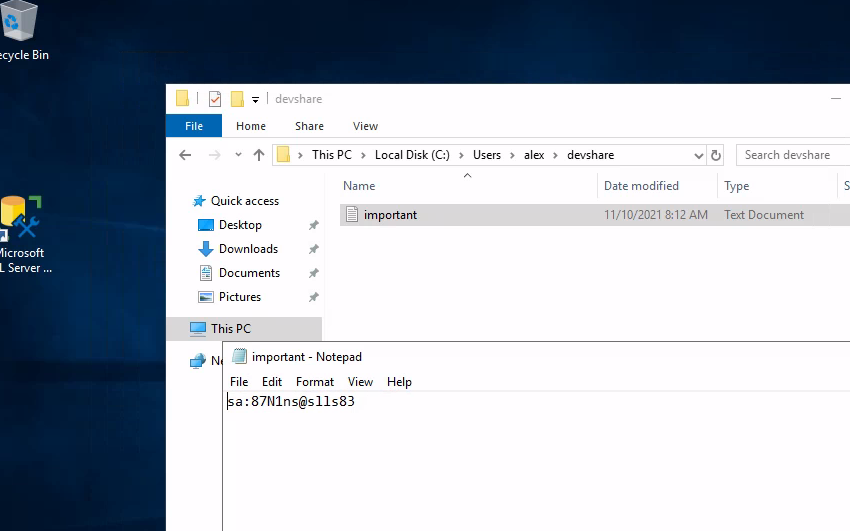 ecycle Bin
devshare
File Home Share View
This PC Local Disk (C:) Users alex devshare Search devshare
Name Date modified Type S
Quick access
important 11/10/2021 8:12 AM Text Document
Desktop
Downloads
Documents
Pictures
Microsoft
L Server ...
This PC
Ne
important - Notepad
File Edit Format View Help
sa:87N1ns@slls83